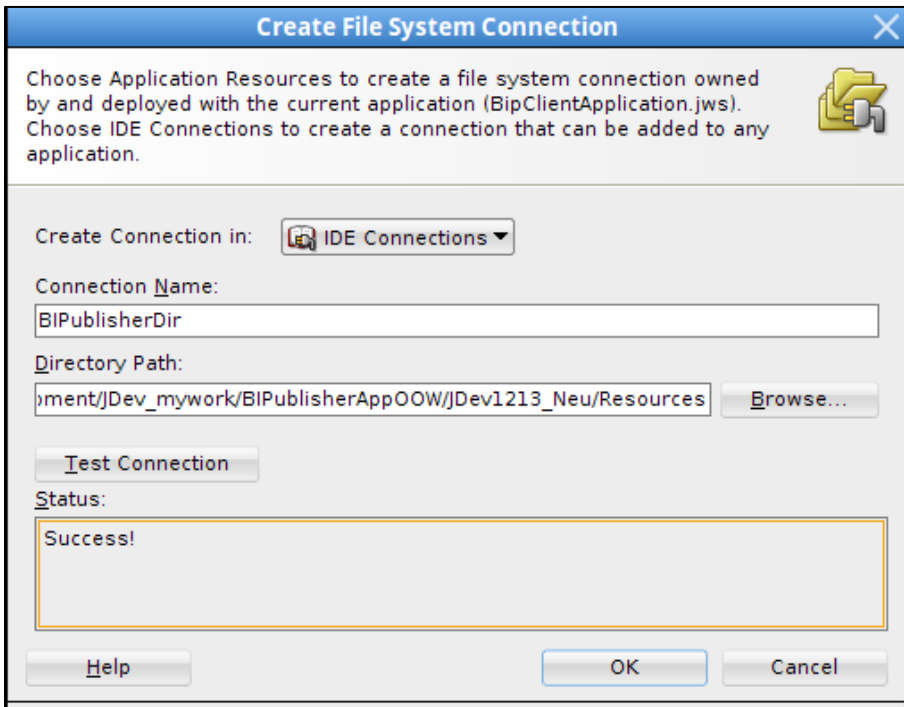 Create File System Connection
Choose Application Resources to create a file system connection owned
by and deployed with the current application (BipClientApplication.jws).
Choose IDE Connections to create a connection that can be added to any
application.
Create Connection in: IDE Connections
Connection Name:
BIPublisherDir
Directory Path:
pment/JDev_mywork/BIPublisherAppOOW/JDev1213_Neu/Resources Browse...
Test Connection
Status:
Success!
Help OK Cancel